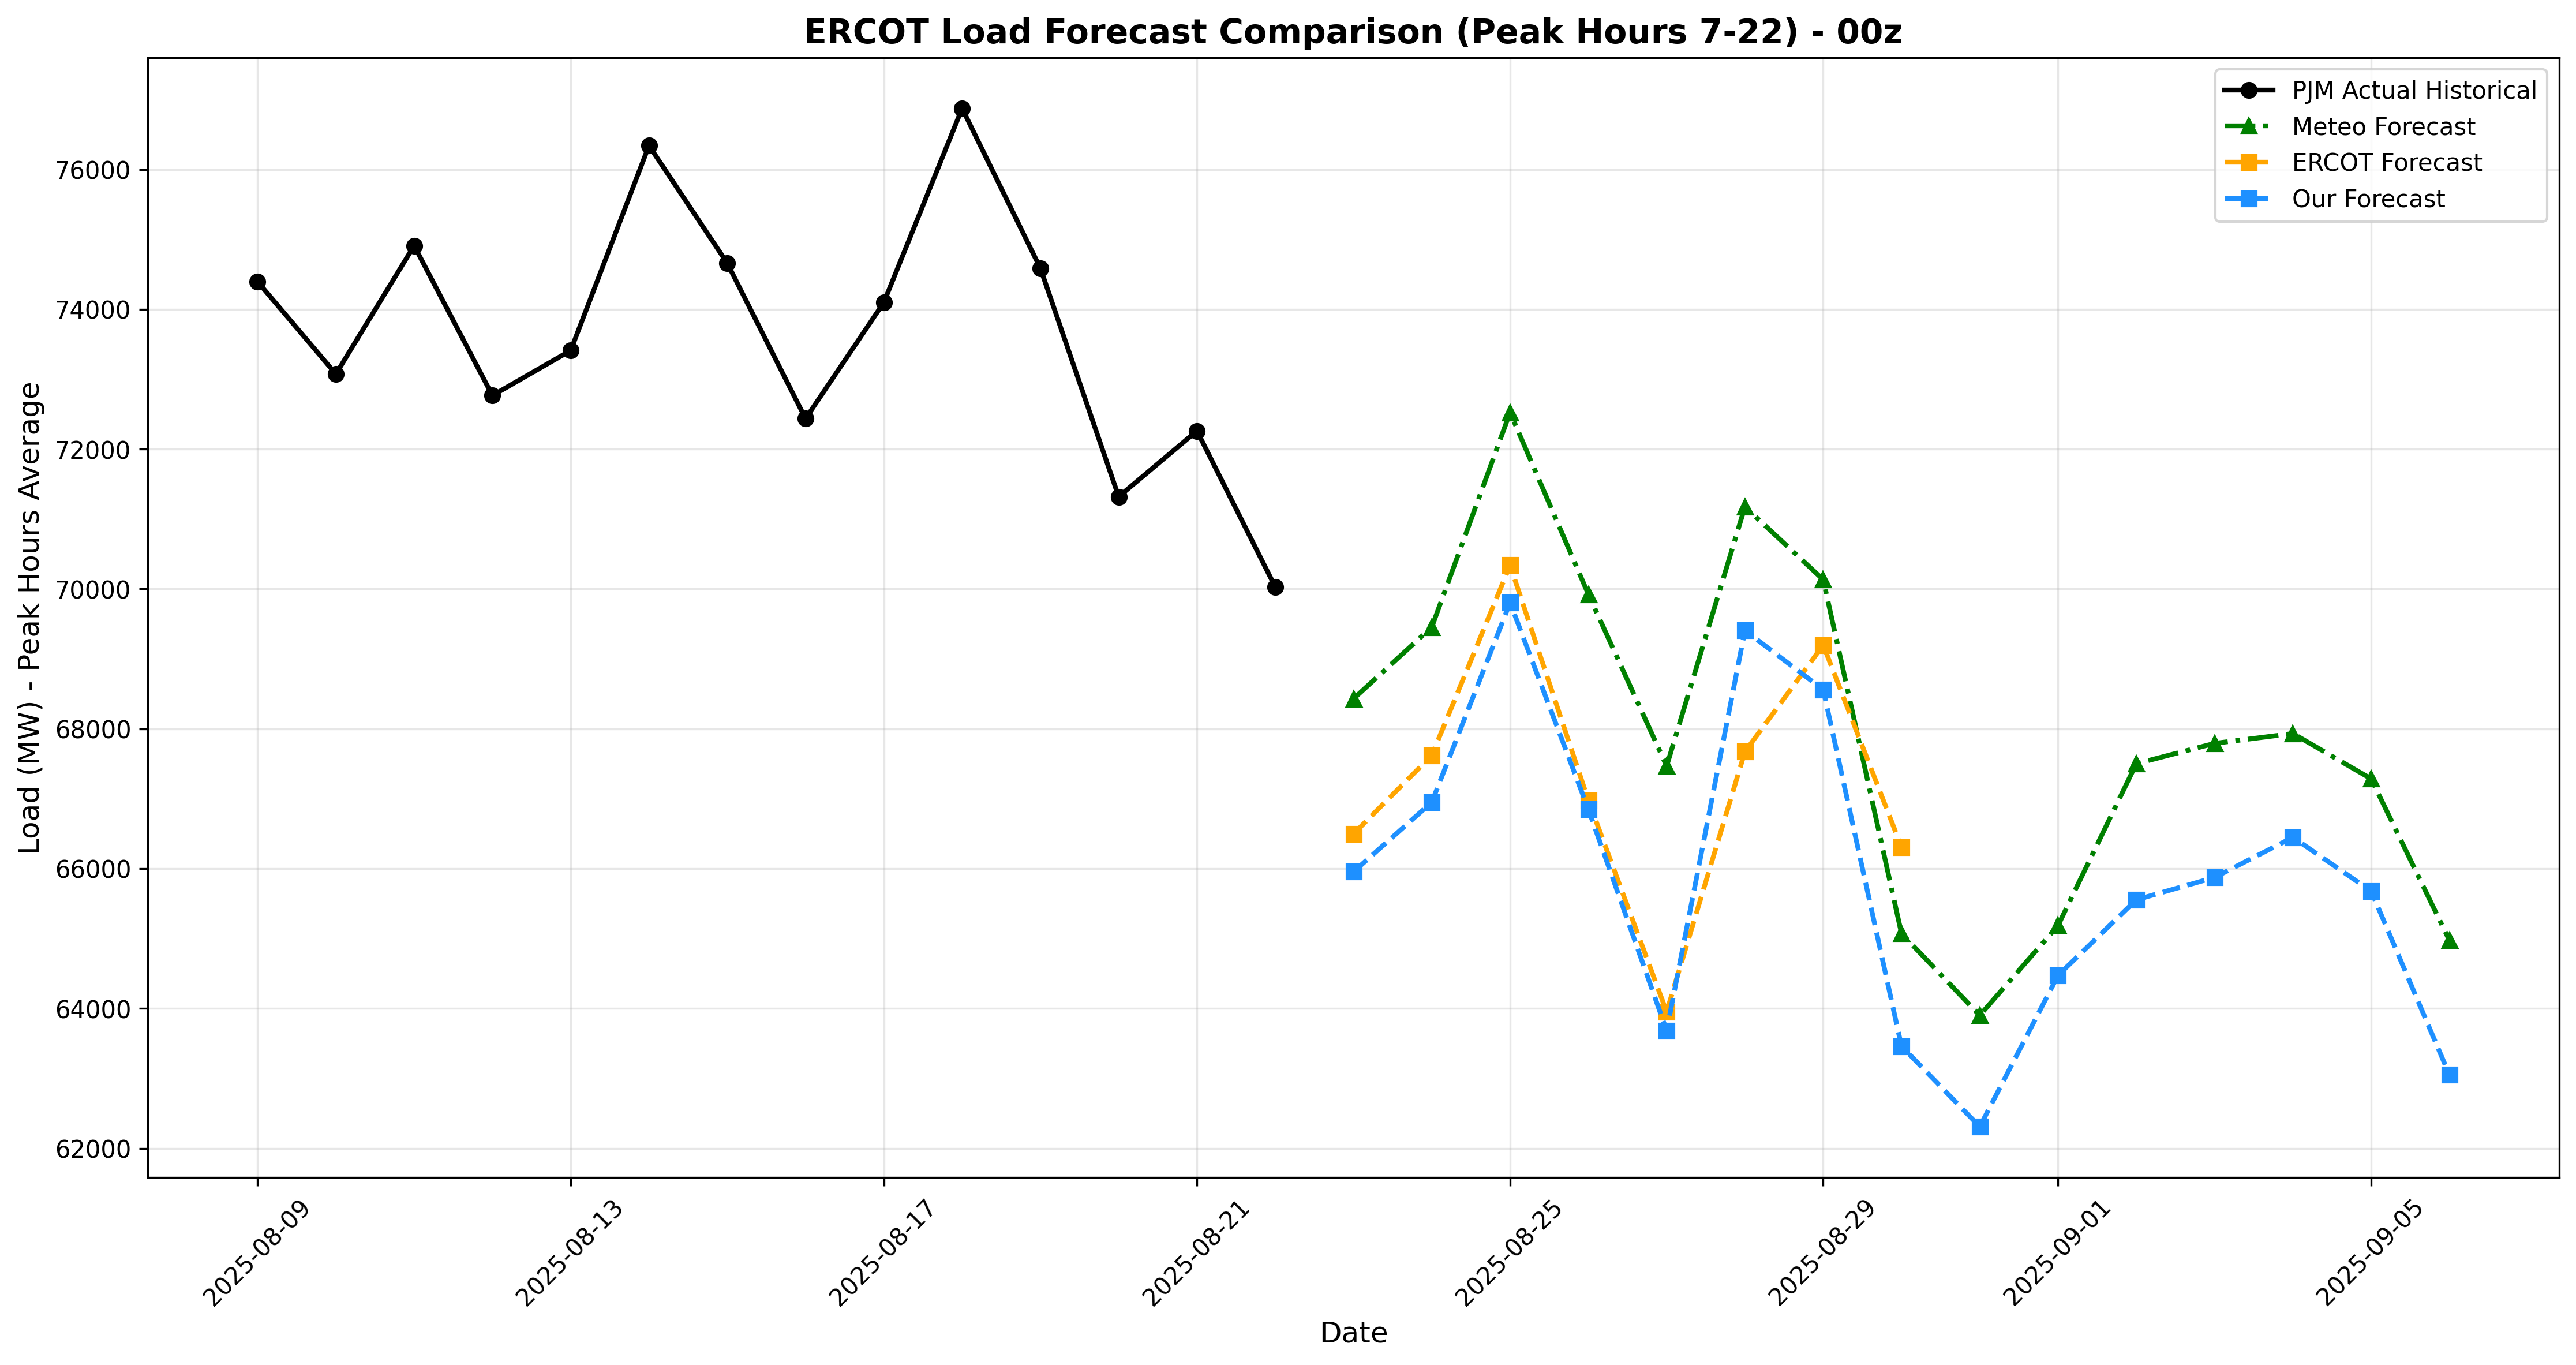 ERCOT Load Forecast Comparison (Peak Hours 7-22) - 00z
PJM Actual Historical
Meteo Forecast
ERCOT Forecast
Our Forecast
Load (MW) - Peak Hours Average
76000
74000
72000
70000
68000
66000
64000
62000
2025-08-09
2025-08-13
2025-08-17
2025-08-21
2025-08-25
2025-08-29
2025-09-01
2025-09-05
Date